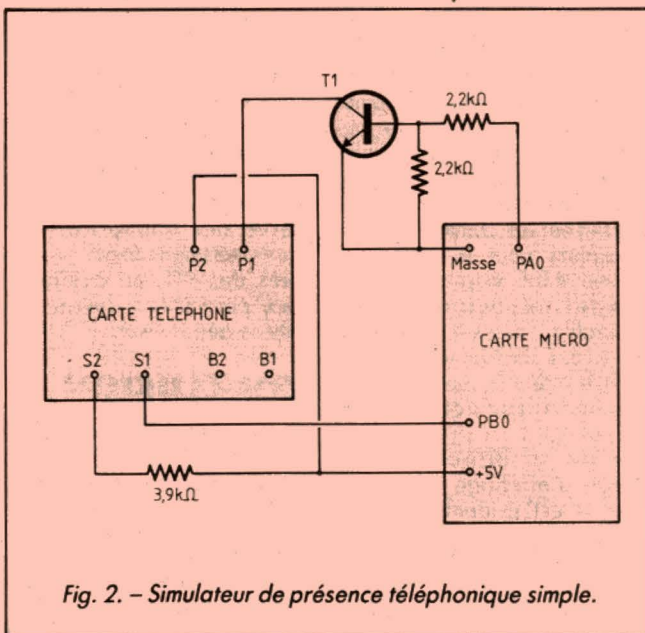 T1
2,2kΩ
2,2kΩ
P2 P1
Masse PA0
CARTE TELEPHONE
CARTE MICRO
S2 S1 B2 B1
PB0
3,9kΩ
+5V
Fig. 2. – Simulateur de présence téléphonique simple.